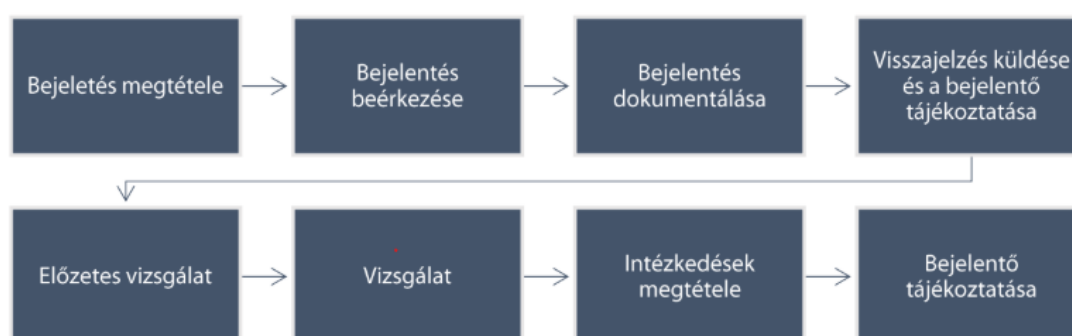 Bejeletés megtétele
Bejelentés
beérkezése
Bejelentés
dokumentálása
Visszajelzés küldése
és a bejelentő
tájékoztatása
Előzetes vizsgálat
Vizsgálat
Intézkedések
megtétele
Bejelentő
tájékoztatása